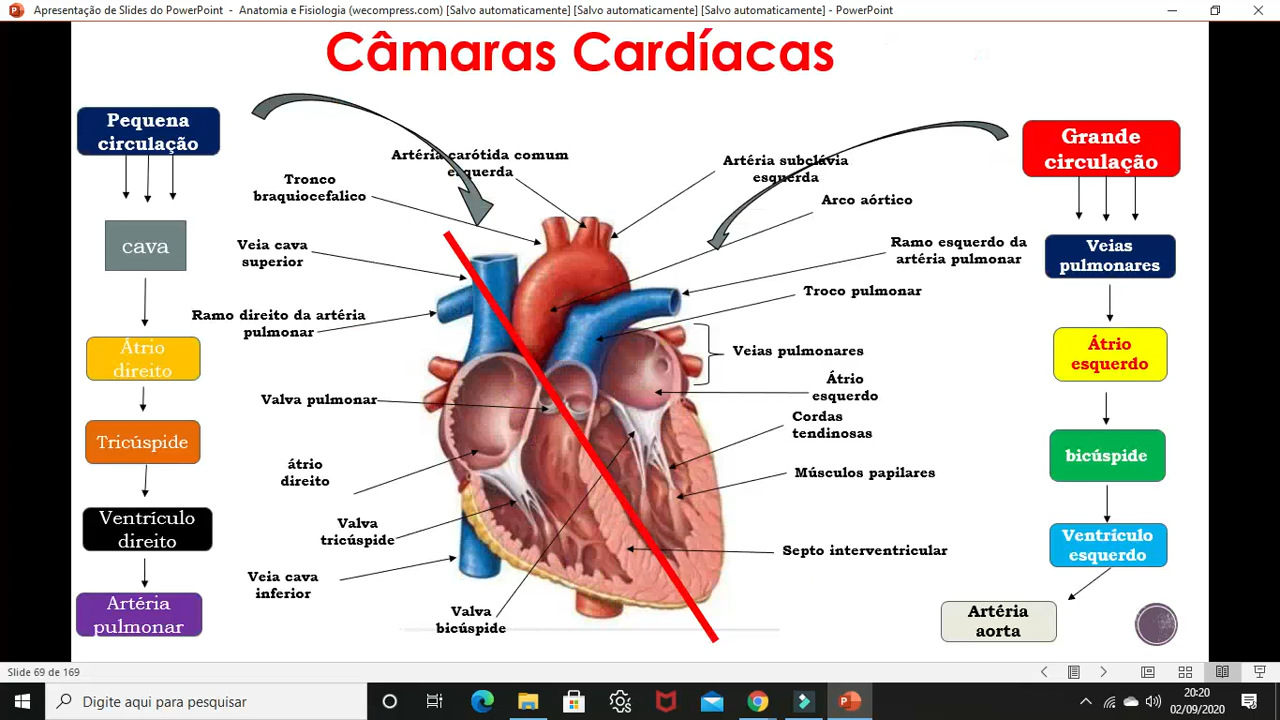 Apresentação de Slides do PowerPoint - Anatomia e Fisiologia (wecompress.com) [Salvo automaticamente] [Salvo automaticamente] [Salvo automaticamente] - PowerPoint
Câmaras Cardíacas
Pequena
circulação
cava
Átrio
direito
Tricúspide
Ventrículo
direito
Artéria
pulmonar
Artéria carótida comum
esquerda
Tronco
braquiocefalico
Veia cava
superior
Ramo direito da artéria
pulmonar
Valva pulmonar
átrio
direito
Valva
tricúspide
Veia cava
inferior
Valva
bicúspide
Artéria subclávia
esquerda
Arco aórtico
Ramo esquerdo da
artéria pulmonar
Troco pulmonar
Veias pulmonares
Átrio
esquerdo
Cordas
tendinosas
Músculos papilares
Septo interventricular
Grande
circulação
Veias
pulmonares
Átrio
esquerdo
bicúspide
Ventrículo
esquerdo
Artéria
aorta
Slide 69 de 169
Digite aqui para pesquisar
20:20
02/09/2020